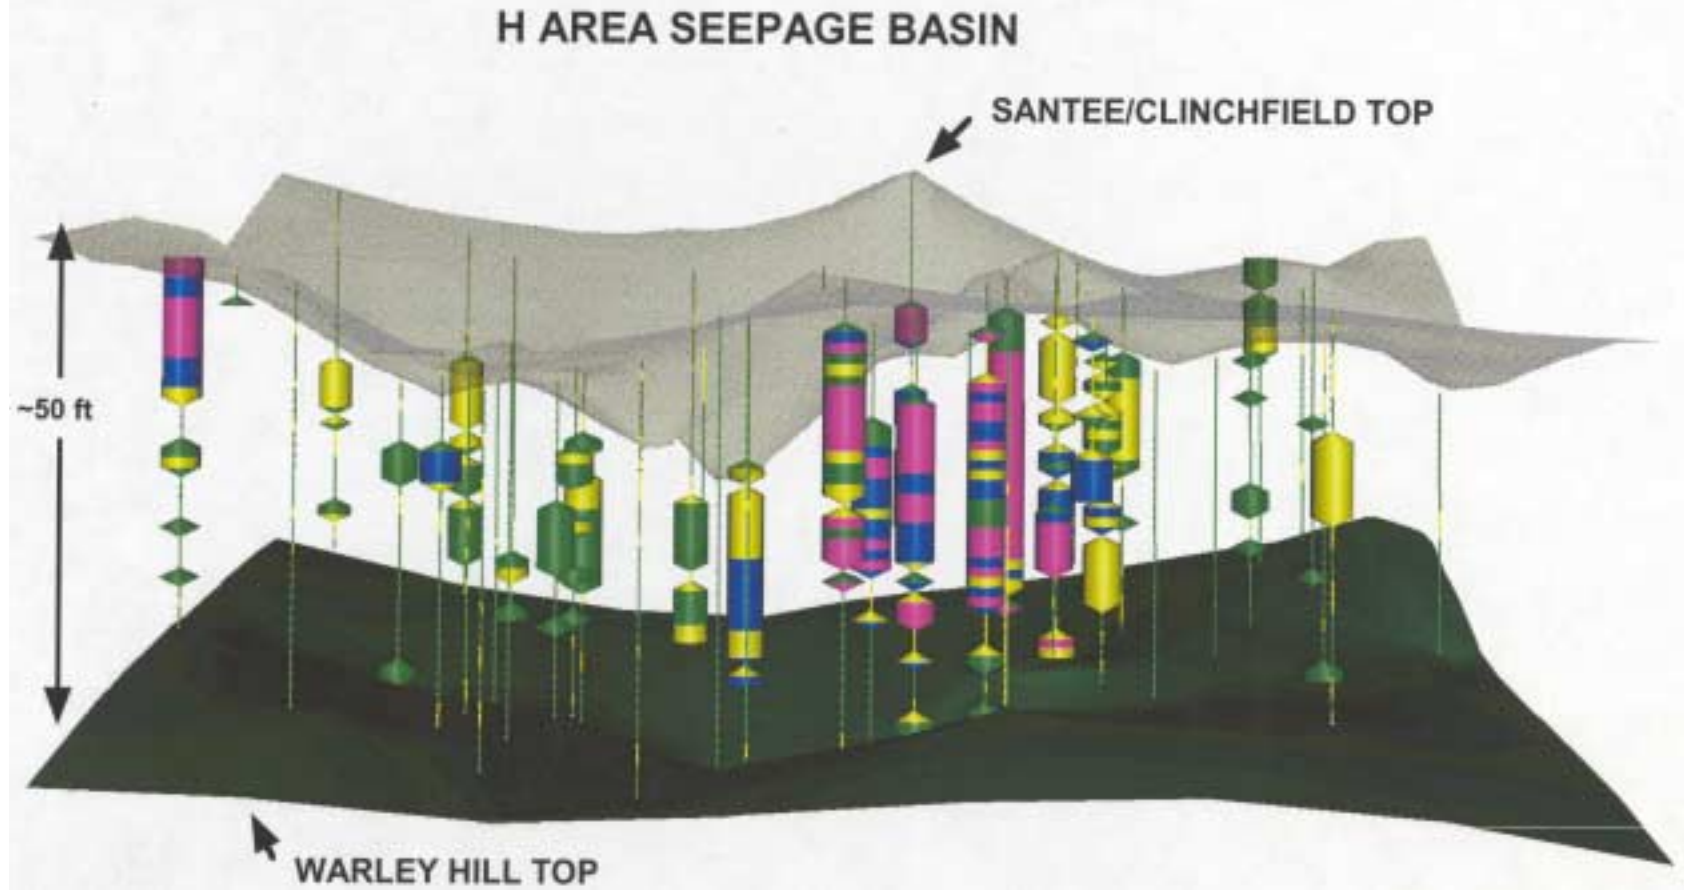 H AREA SEEPAGE BASIN
SANTEE/CLINCHFIELD TOP
~50 ft
WARLEY HILL TOP